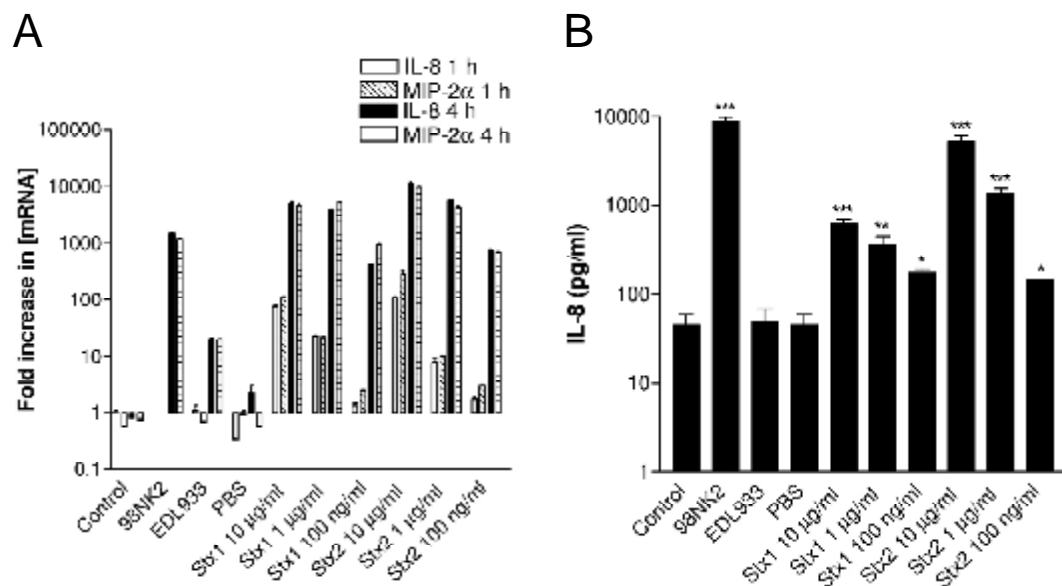 A
IL-8 1 h
MIP-2α 1 h
IL-8 4 h
MIP-2α 4 h
Fold increase in [mRNA]
100000
10000
1000
100
10
1
0.1
Control
98NK2
EDL933
PBS
Stx1 10 µg/ml
Stx1 1 µg/ml
Stx1 100 ng/ml
Stx2 10 µg/ml
Stx2 1 µg/ml
Stx2 100 ng/ml
B
IL-8 (pg/ml)
10000
1000
100
10
1
***
***
**
*
***
***
*
Control
98NK2
EDL933
PBS
Stx1 10 µg/ml
Stx1 1 µg/ml
Stx1 100 ng/ml
Stx2 10 µg/ml
Stx2 1 µg/ml
Stx2 100 ng/ml